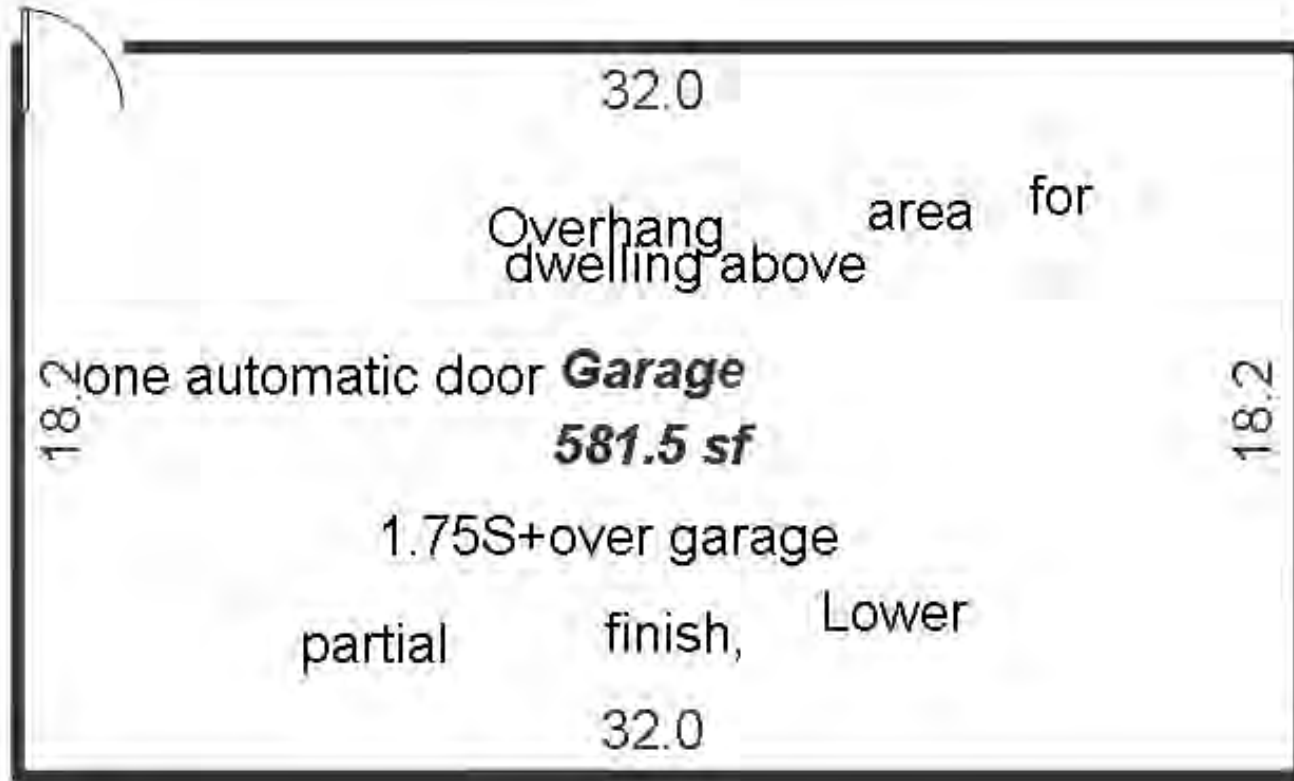 32.0
Overhang area for
dwelling above
18.2 one automatic door Garage 18.2
581.5 sf
1.75S+over garage
partial finish, Lower
32.0